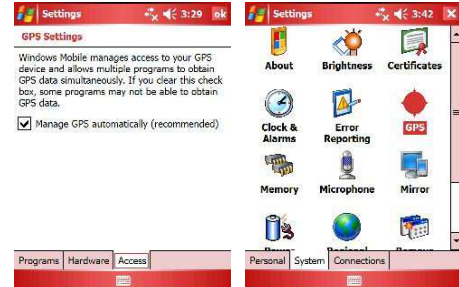 Settings 3:29 ok
GPS Settings
Windows Mobile manages access to your GPS
device and allows multiple programs to obtain
GPS data simultaneously. If you clear this check
box, some programs may not be able to obtain
GPS data.
Manage GPS automatically (recommended)
Programs Hardware Access
Settings 3:42
About Brightness Certificates
Clock & Error GPS
Alarms Reporting
Memory Microphone Mirror
Personal System Connections